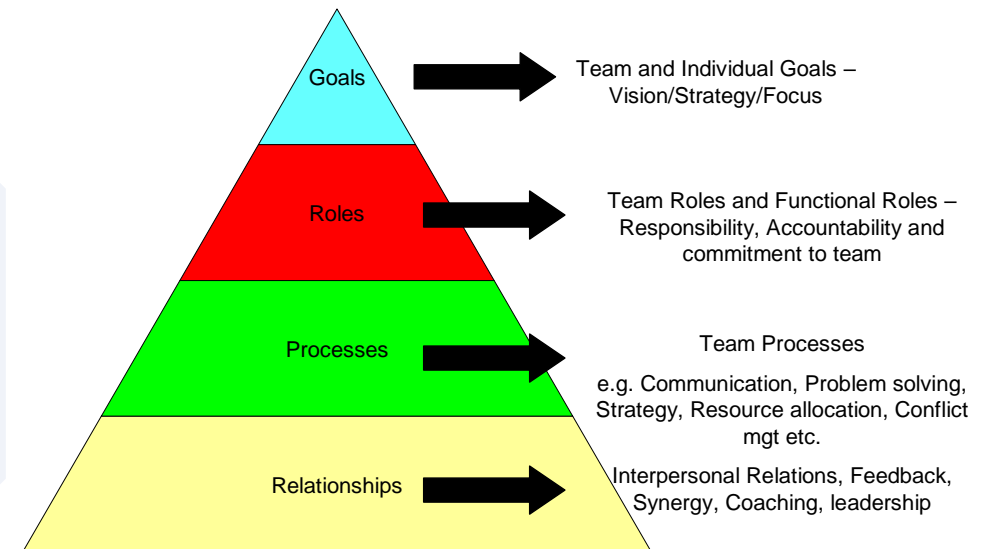 Goals
Team and Individual Goals –
Vision/Strategy/Focus
Roles
Team Roles and Functional Roles –
Responsibility, Accountability and
commitment to team
Processes
Team Processes
e.g. Communication, Problem solving,
Strategy, Resource allocation, Conflict
mgt etc.
Relationships
Interpersonal Relations, Feedback,
Synergy, Coaching, leadership